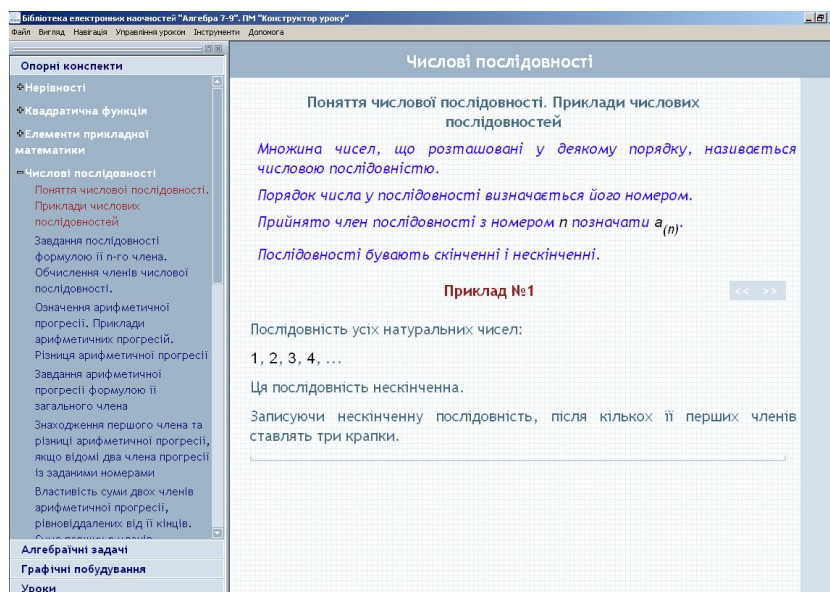 Бібліотека електронних наочностей "Алгебра 7-9". ПМ "Конструктор уроку"
Файл Вигляд Навігація Управління уроком Інструменти Допомога
Опорні конспекти
Нерівності
Квадратична функція
Елементи прикладної
математики
Числові послідовності
Поняття числової послідовності.
Приклади числових
послідовностей
Завдання послідовності
формулою її n-го члена.
Обчислення членів числової
послідовності.
Означення арифметичної
прогресії. Приклади
арифметичних прогресій.
Різниця арифметичної прогресії
Завдання арифметичної
прогресії формулою її
загального члена
Знаходження першого члена та
різниці арифметичної прогресії,
якщо відомі два члена прогресії
із заданими номерами
Властивість суми двох членів
арифметичної прогресії,
рівновіддалених від її кінців.
Сума перших n членів
Алгебраїчні задачі
Графічні побудування
Уроки
Числові послідовності
Поняття числової послідовності. Приклади числових
послідовностей
Множина чисел, що розташовані у деякому порядку, називається
числовою послідовністю.
Порядок числа у послідовності визначається його номером.
Прийнято член послідовності з номером n позначати a(n).
Послідовності бувають скінченні і нескінченні.
Приклад №1
<< >>
Послідовність усіх натуральних чисел:
1, 2, 3, 4, ...
Ця послідовність нескінченна.
Записуючи нескінченну послідовність, після кількох її перших членів
ставлять три крапки.